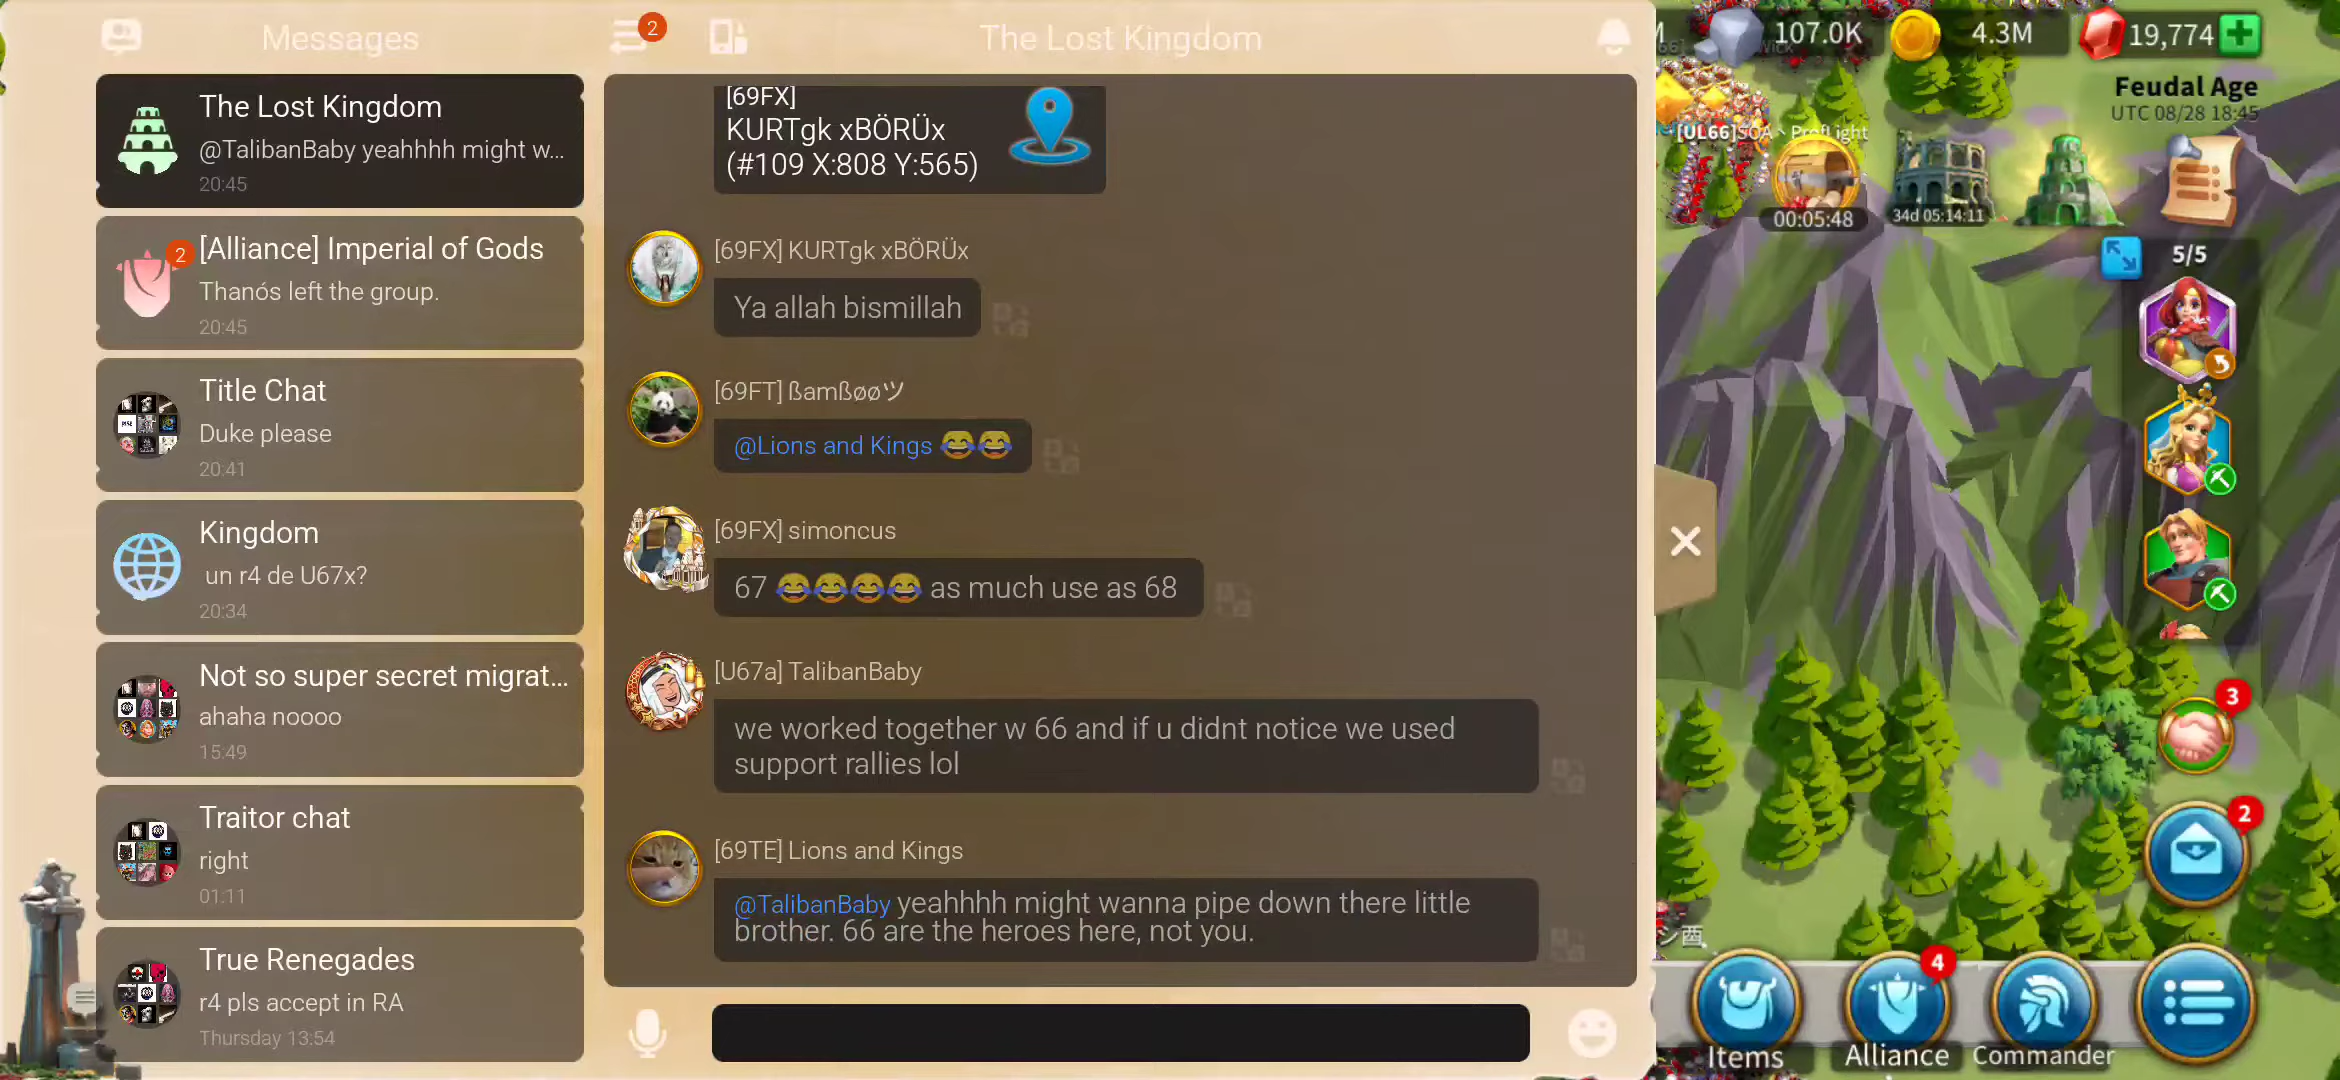 Messages
The Lost Kingdom
@TalibanBaby yeahhhh might w...
20:45
2
[Alliance] Imperial of Gods
Thanós left the group.
20:45
Title Chat
Duke please
20:41
Kingdom
un r4 de U67x?
20:34
Not so super secret migrat...
ahaha noooo
15:49
Traitor chat
right
01:11
True Renegades
r4 pls accept in RA
Thursday 13:54
2
The Lost Kingdom
[69FX]
KURTgk xBÖRÜx
(#109 X:808 Y:565)
[69FX] KURTgk xBÖRÜx
Ya allah bismillah
[69FT] ßamßøøツ
@Lions and Kings 😂😂
[69FX] simoncus
67 😂😂😂😂 as much use as 68
[U67a] TalibanBaby
we worked together w 66 and if u didnt notice we used
support rallies lol
[69TE] Lions and Kings
@TalibanBaby yeahhhh might wanna pipe down there little
brother. 66 are the heroes here, not you.
107.0K
4.3M
19,774
Feudal Age
UTC 08/28 18:45
00:05:48
34d 05:14:11
5/5
3
2
4
Items
Alliance
Commander